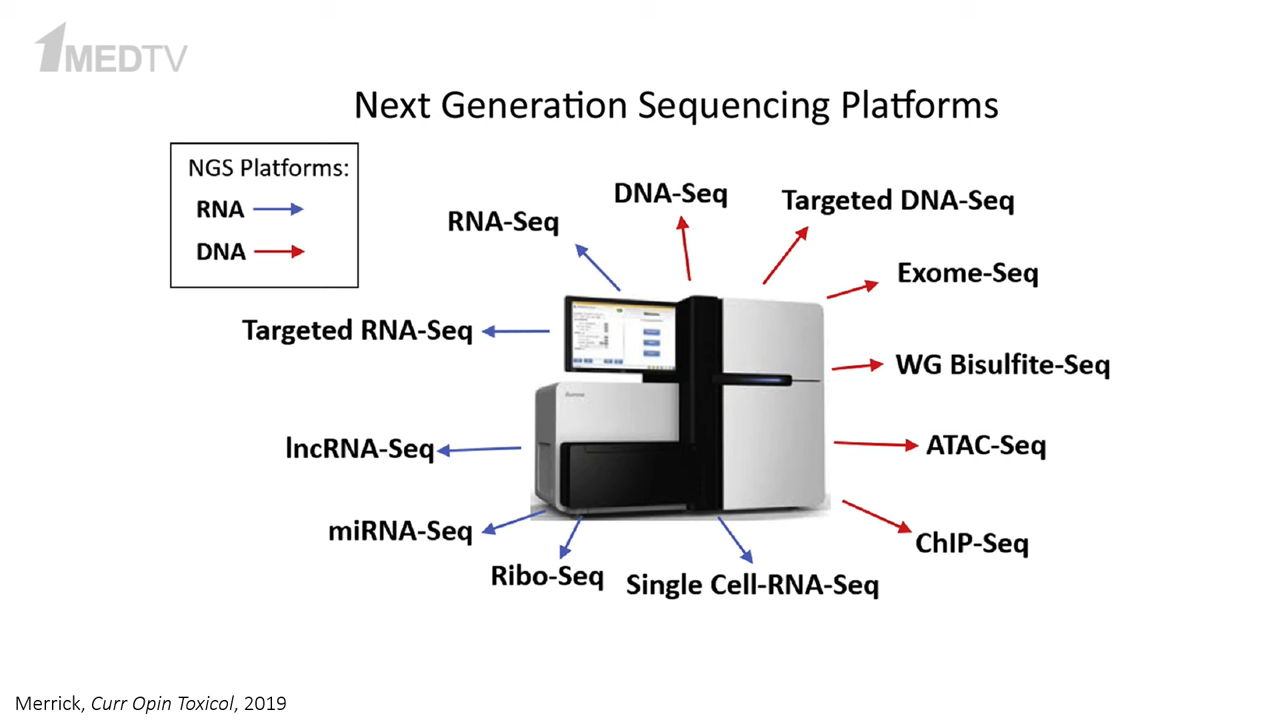 1MEDTV
Next Generation Sequencing Platforms
NGS Platforms:
RNA
DNA
DNA-Seq
Targeted DNA-Seq
RNA-Seq
Exome-Seq
Targeted RNA-Seq
WG Bisulfite-Seq
lncRNA-Seq
ATAC-Seq
miRNA-Seq
ChIP-Seq
Ribo-Seq
Single Cell-RNA-Seq
Merrick, Curr Opin Toxicol, 2019